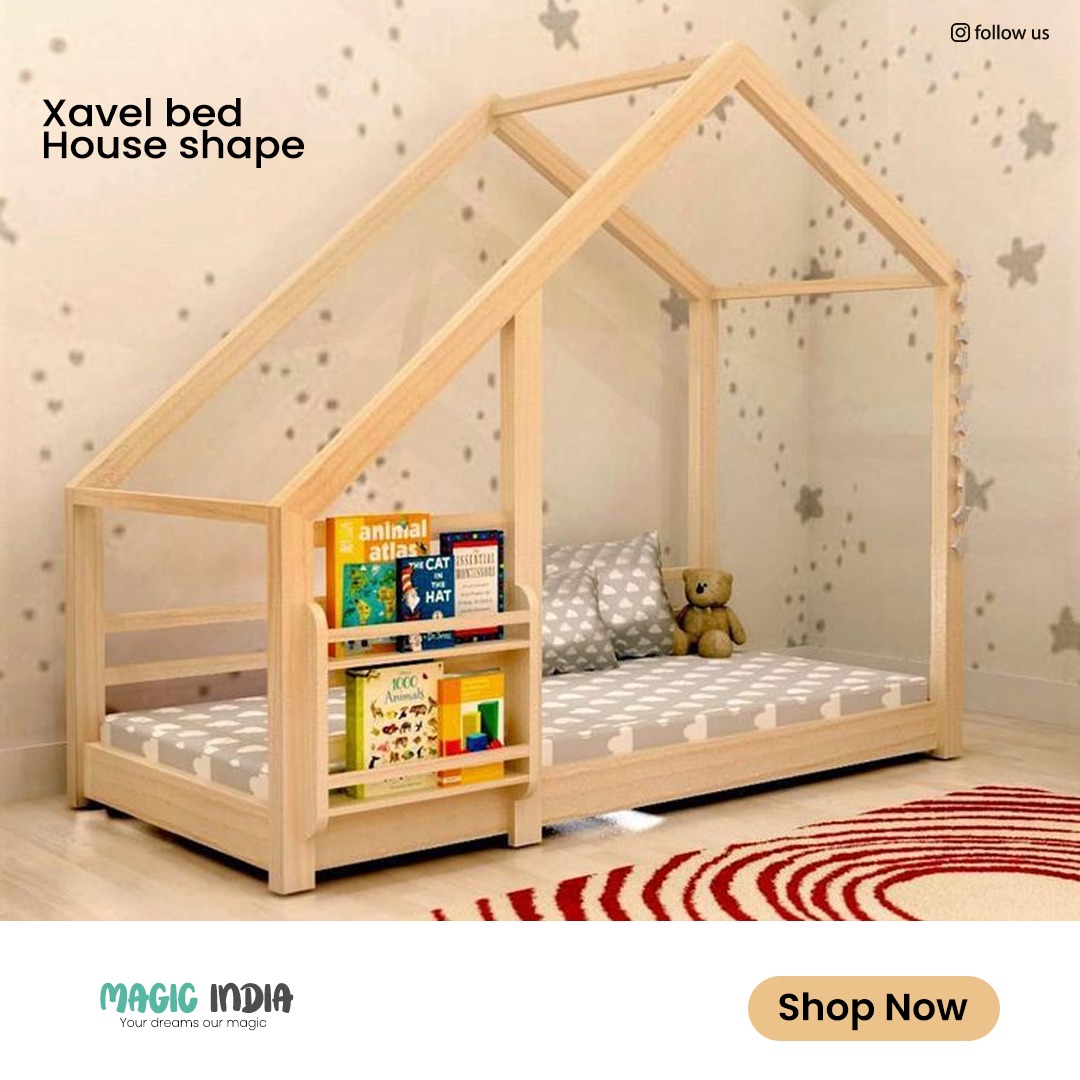 follow us
Xavel bed
House shape
animal
atlas
THE CAT
IN
THE
HAT
ESSENTIAL
MONTESSORI
1000
Animals
MAGIC INDIA
Your dreams our magic
Shop Now